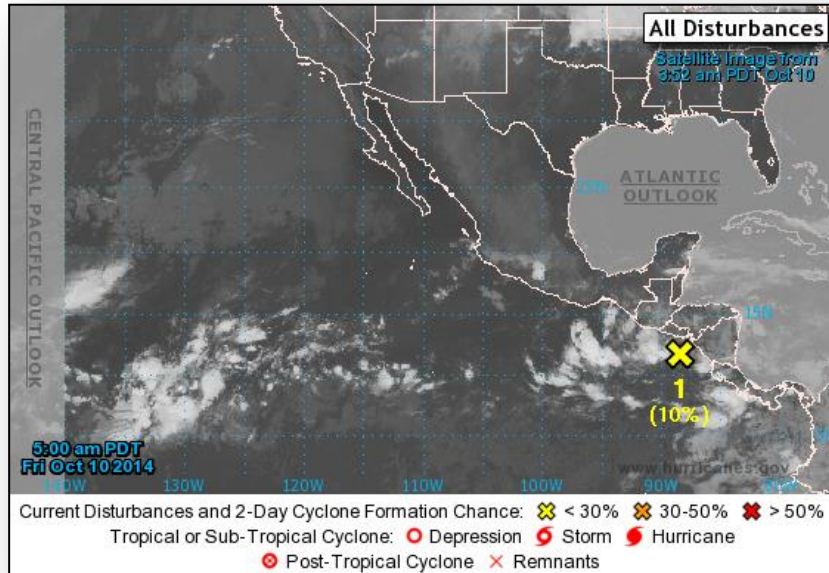 All Disturbances
Satellite Image from
3:52 am PDT Oct 10
CENTRAL PACIFIC OUTLOOK
ATLANTIC
OUTLOOK
25N
15N
1
(10%)
5:00 am PDT
Fri Oct 10 2014
www.hurricanes.gov
140W 130W 120W 110W 100W 90W 80W
Current Disturbances and 2-Day Cyclone Formation Chance: < 30% 30-50% > 50%
Tropical or Sub-Tropical Cyclone: Depression Storm Hurricane
Post-Tropical Cyclone Remnants